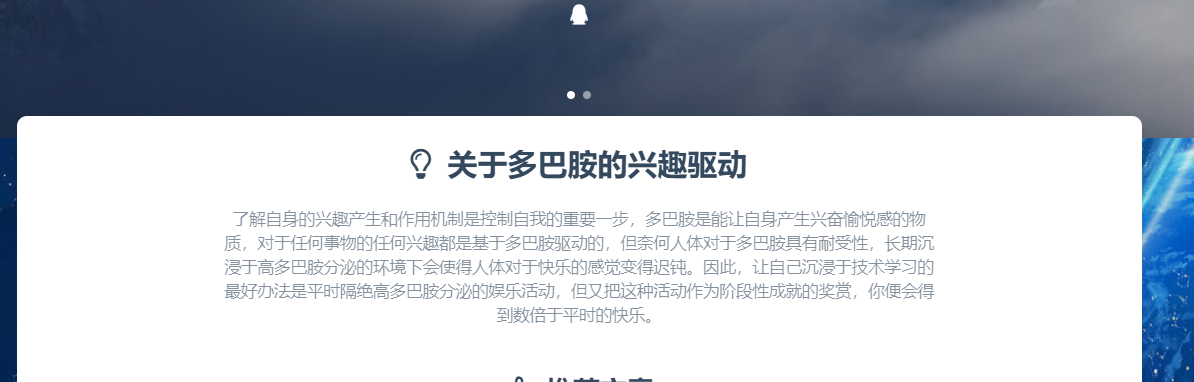 关于多巴胺的兴趣驱动
了解自身的兴趣产生和作用机制是控制自我的重要一步，多巴胺是能让自身产生兴奋愉悦感的物
质，对于任何事物的任何兴趣都是基于多巴胺驱动的，但奈何人体对于多巴胺具有耐受性，长期沉
浸于高多巴胺分泌的环境下会使得人体对于快乐的感觉变得迟钝。因此，让自己沉浸于技术学习的
最好办法是平时隔绝高多巴胺分泌的娱乐活动，但又把这种活动作为阶段性成就的奖赏，你便会得
到数倍于平时的快乐。